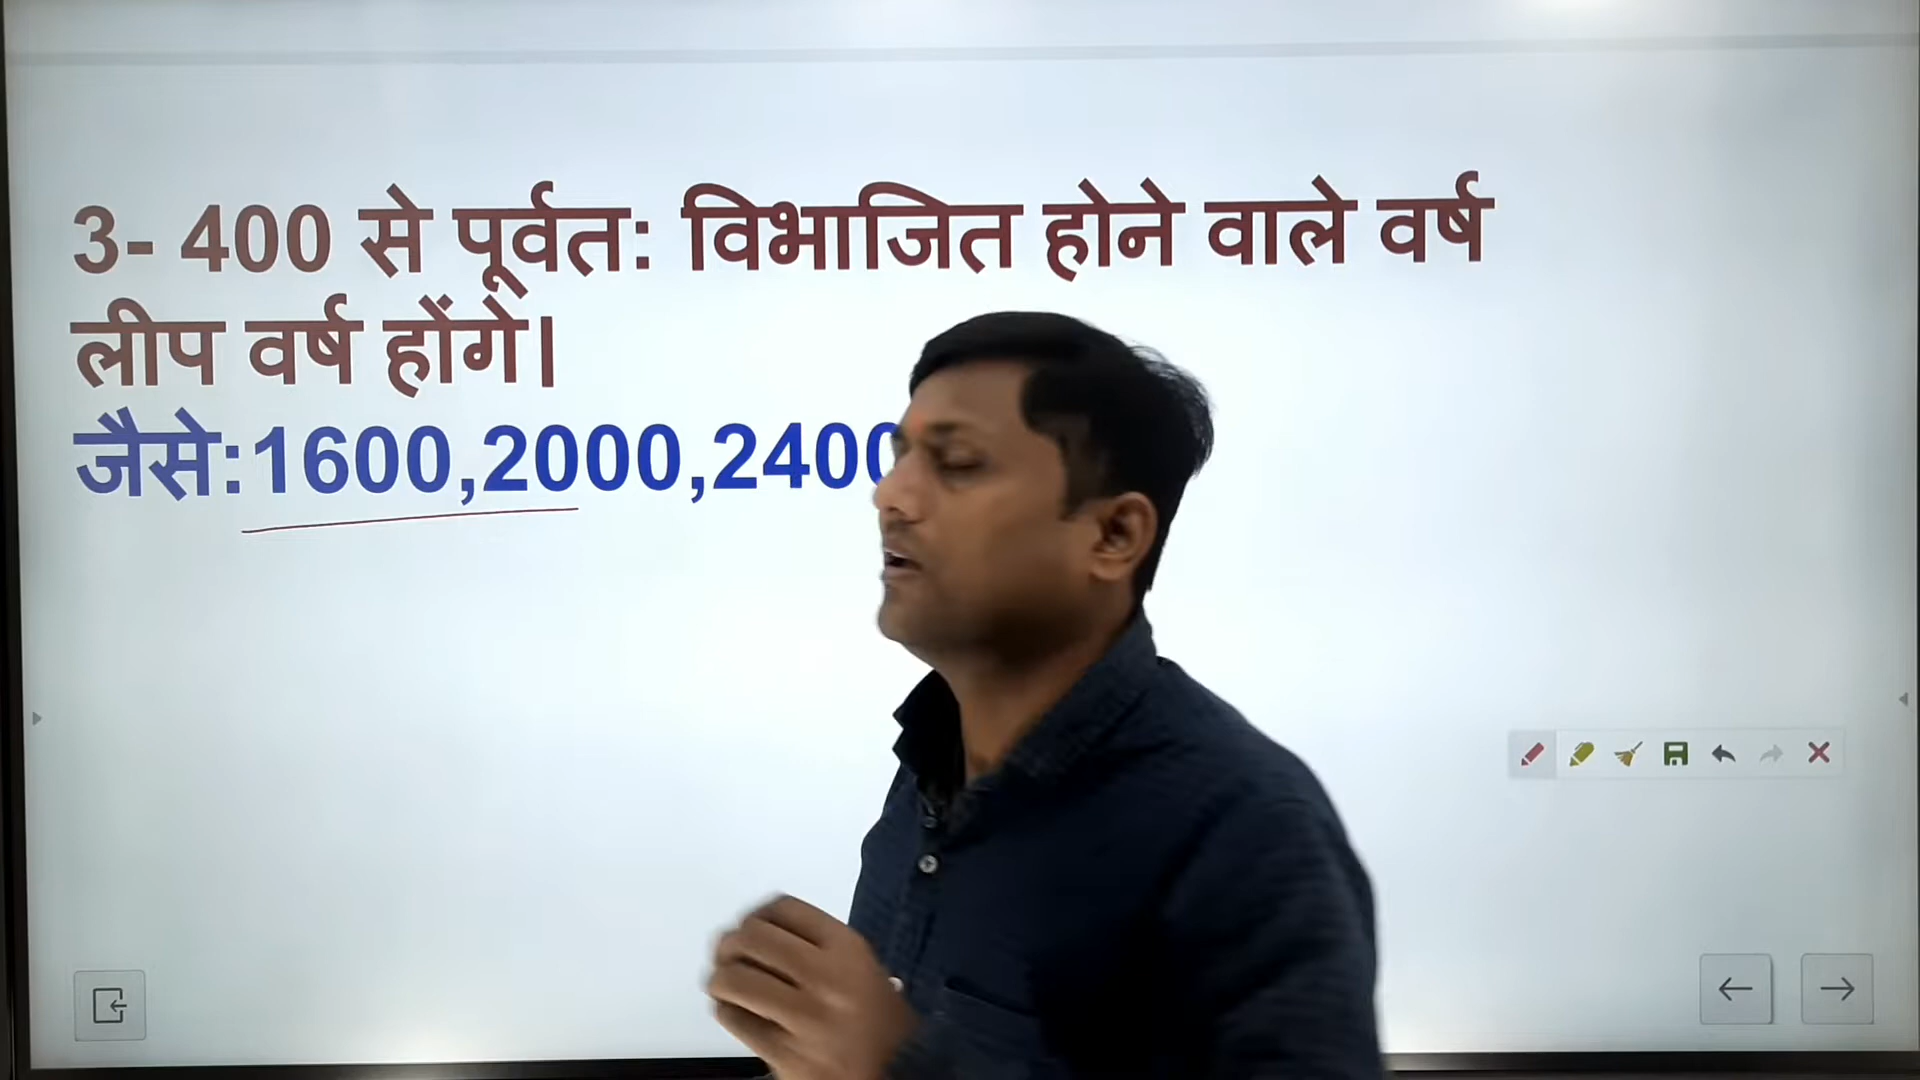 3- 400 से पूर्वत: विभाजित होने वाले वर्ष
लीप वर्ष होंगे।
जैसे:1600,2000,2400